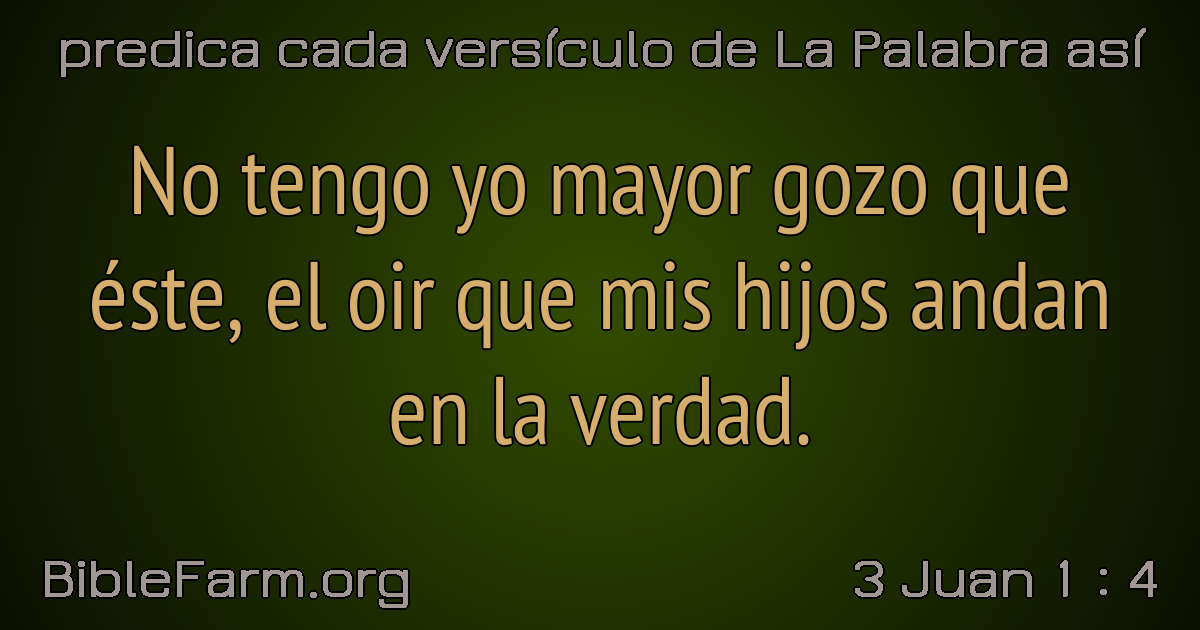 predica cada versículo de La Palabra así
No tengo yo mayor gozo que
éste, el oir que mis hijos andan
en la verdad.
BibleFarm.org
3 Juan 1 : 4